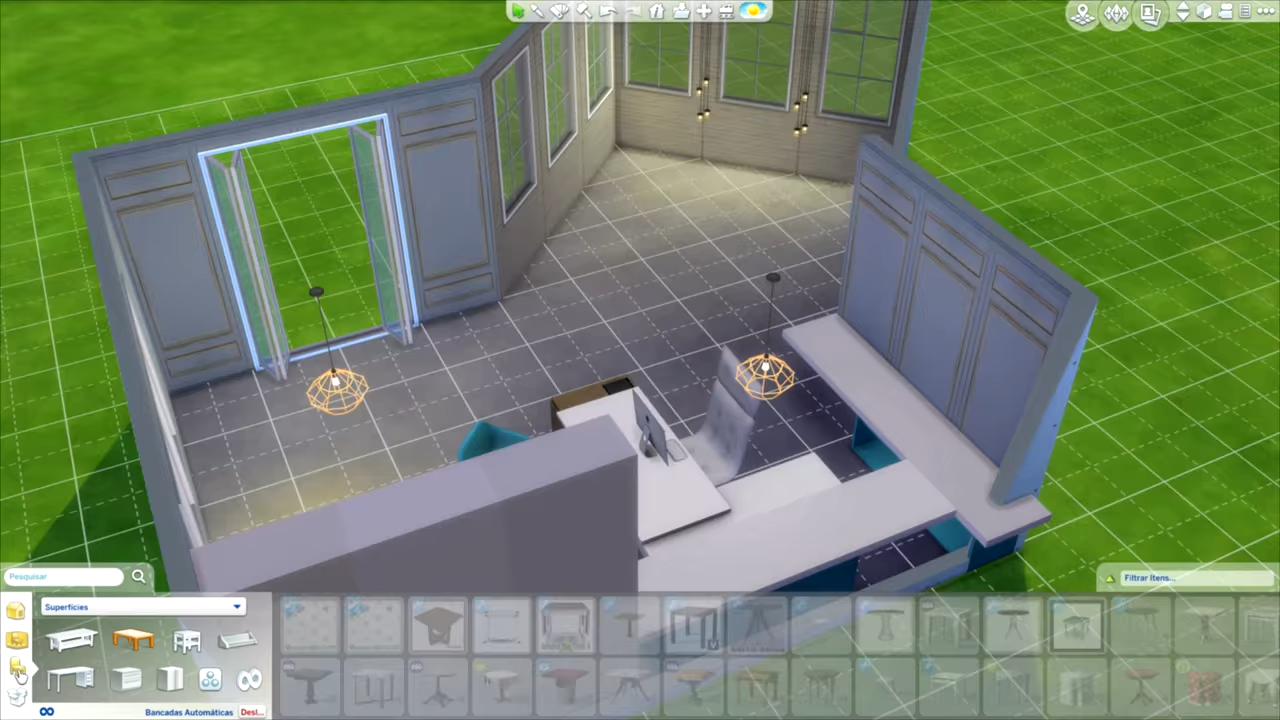 Pesquisar
Filtrar Itens...
Superfícies
Bancadas Automáticas Desl...